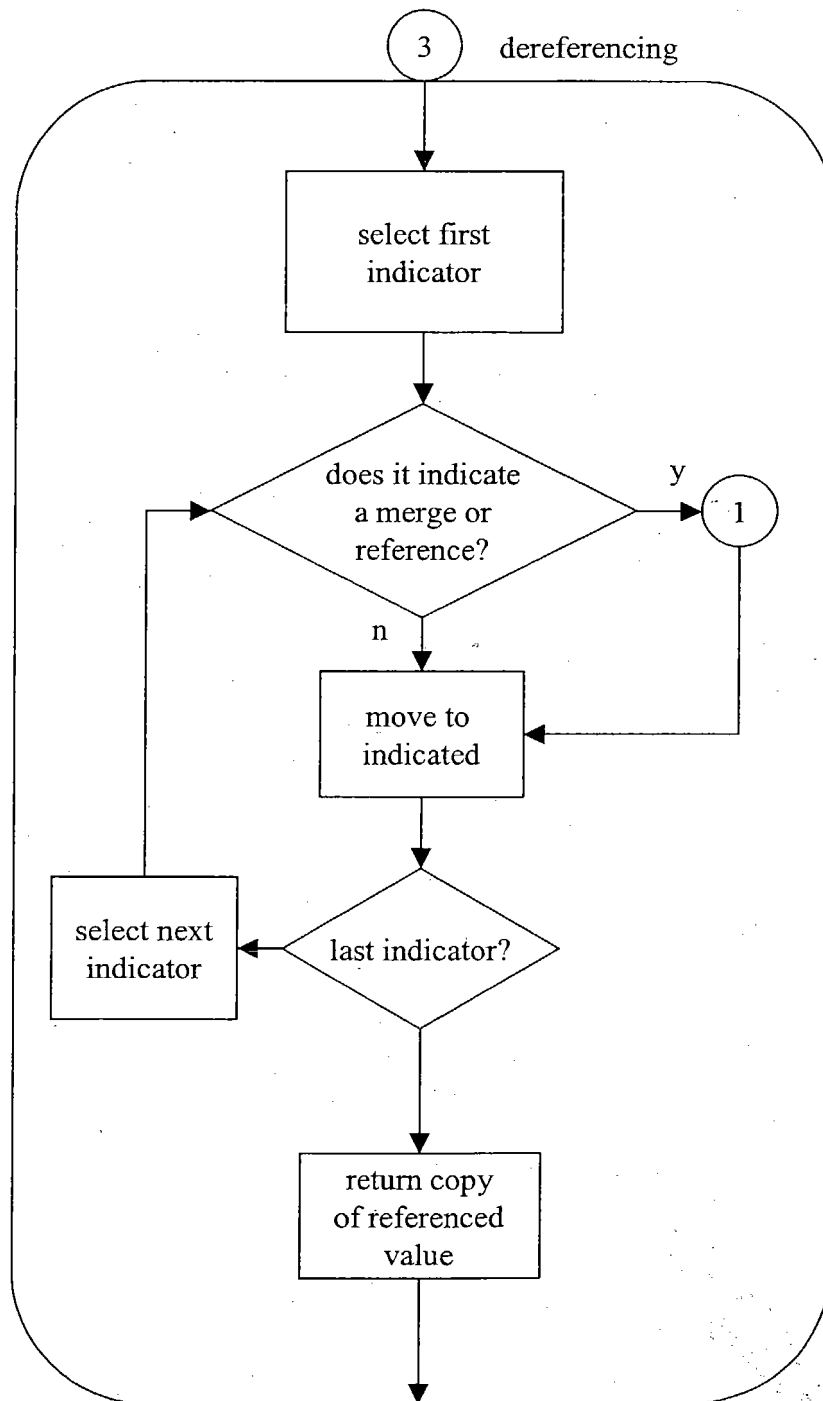 3 dereferencing
select first
indicator
does it indicate
a merge or
reference?
y
1
n
move to
indicated
select next
indicator
last indicator?
return copy
of referenced
value